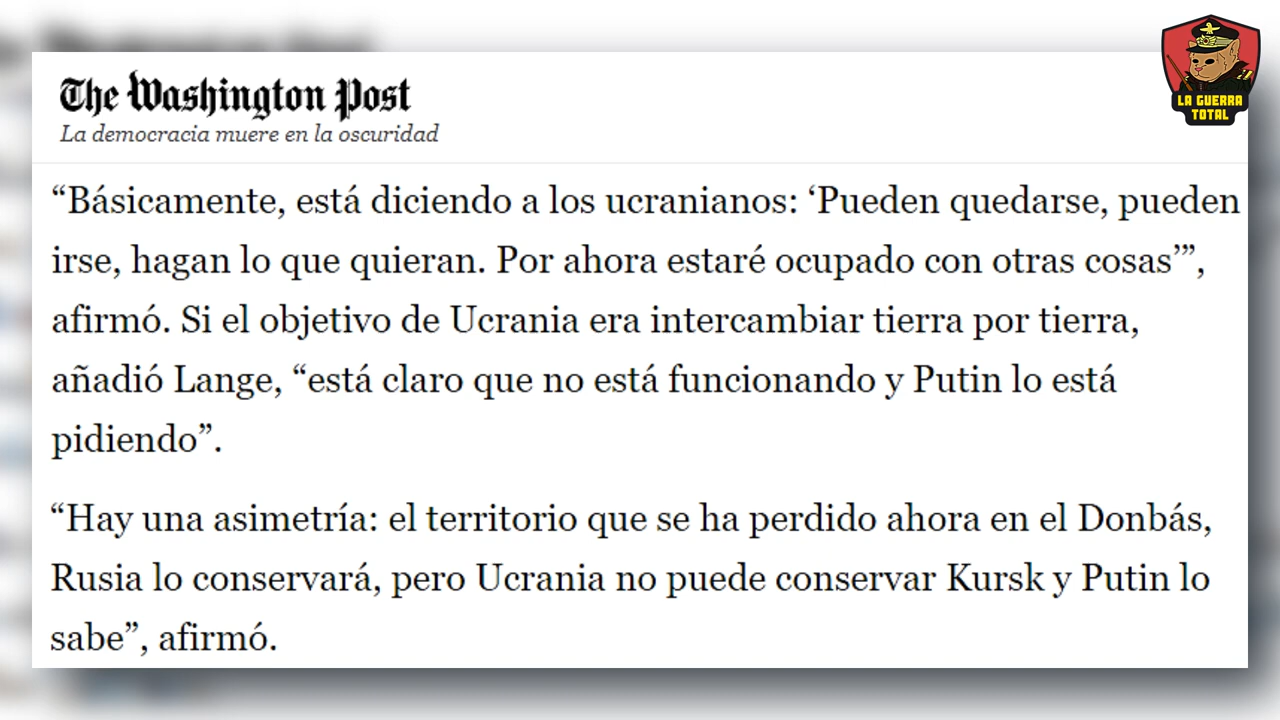 The Washington Post
La democracia muere en la oscuridad
LA GUERRA
TOTAL
“Básicamente, está diciendo a los ucranianos: ‘Pueden quedarse, pueden
irse, hagan lo que quieran. Por ahora estaré ocupado con otras cosas’”,
afirmó. Si el objetivo de Ucrania era intercambiar tierra por tierra,
añadió Lange, “está claro que no está funcionando y Putin lo está
pidiendo”.
“Hay una asimetría: el territorio que se ha perdido ahora en el Donbás,
Rusia lo conservará, pero Ucrania no puede conservar Kursk y Putin lo
sabe”, afirmó.